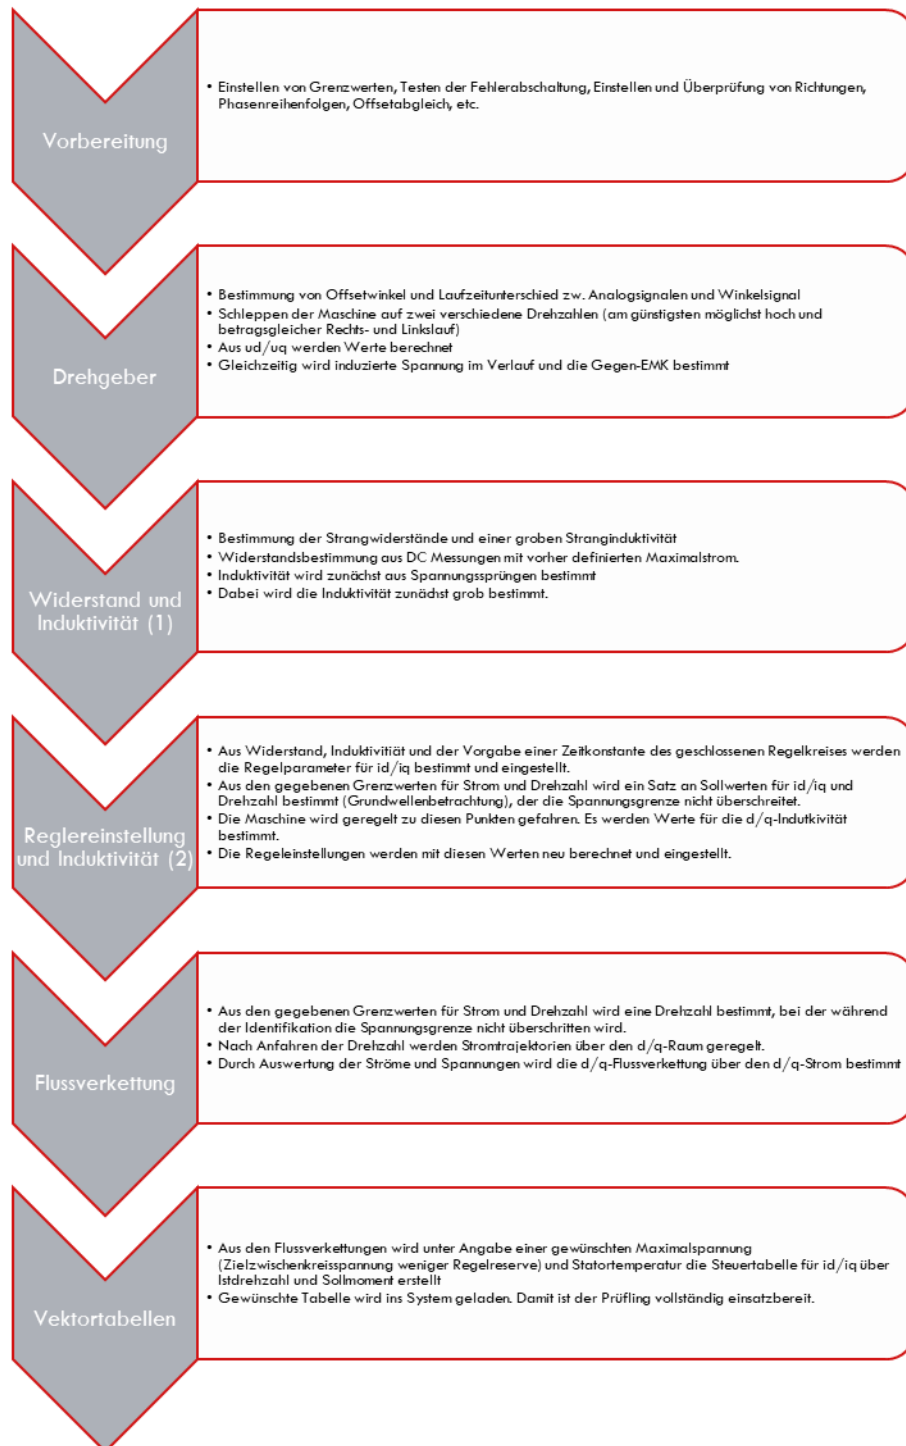 Vorbereitung
• Einstellen von Grenzwerten, Testen der Fehlerabschaltung, Einstellen und Überprüfung von Richtungen,
Phasenreihenfolgen, Offsetabgleich, etc.
Drehgeber
• Bestimmung von Offsetwinkel und Laufzeitunterschied zw. Analogsignalen und Winkelsignal
• Schleppen der Maschine auf zwei verschiedene Drehzahlen (am günstigsten möglichst hoch und
betragsgleicher Rechts- und Linkslauf)
• Aus ud/uq werden Werte berechnet
• Gleichzeitig wird induzierte Spannung im Verlauf und die Gegen-EMK bestimmt
Widerstand und
Induktivität (1)
• Bestimmung der Strangwiderstände und einer groben Stranginduktivität
• Widerstandsbestimmung aus DC Messungen mit vorher definierten Maximalstrom.
• Induktivität wird zunächst aus Spannungssprüngen bestimmt
• Dabei wird die Induktivität zunächst grob bestimmt.
Reglereinstellung
und Induktivität (2)
• Aus Widerstand, Induktivitiät und der Vorgabe einer Zeitkonstante des geschlossenen Regelkreises werden
die Regelparameter für id/iq bestimmt und eingestellt.
• Aus den gegebenen Grenzwerten für Strom und Drehzahl wird ein Satz an Sollwerten für id/iq und
Drehzahl bestimmt (Grundwellenbetrachtung), der die Spannungsgrenze nicht überschreitet.
• Die Maschine wird geregelt zu diesen Punkten gefahren. Es werden Werte für die d/q-Indutkivität
bestimmt.
• Die Regeleinstellungen werden mit diesen Werten neu berechnet und eingestellt.
Flussverkettung
• Aus den gegebenen Grenzwerten für Strom und Drehzahl wird eine Drehzahl bestimmt, bei der während
der Identifikation die Spannungsgrenze nicht überschritten wird.
• Nach Anfahren der Drehzahl werden Stromtrajektorien über den d/q-Raum geregelt.
• Durch Auswertung der Ströme und Spannungen wird die d/q-Flussverkettung über den d/q-Strom bestimmt
Vektortabellen
• Aus den Flussverkettungen wird unter Angabe einer gewünschten Maximalspannung
(Zielzwischenkreisspannung weniger Regelreserve) und Statortemperatur die Steuertabelle für id/iq über
Istdrehzahl und Sollmoment erstellt
• Gewünschte Tabelle wird ins System geladen. Damit ist der Prüfling vollständig einsatzbereit.